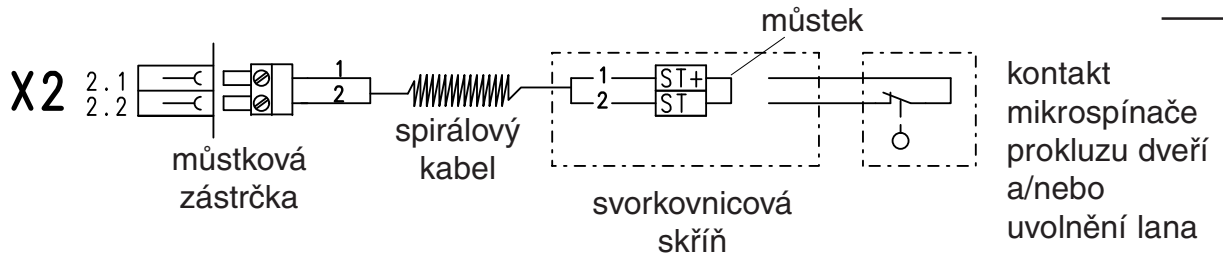 můstek
X2
2.1
2.2
1
2
1
2
ST+
ST
můstková
zástrčka
spirálový
kabel
svorkovnicová
skříň
kontakt
mikrospínače
prokluzu dveří
a/nebo
uvolnění lana